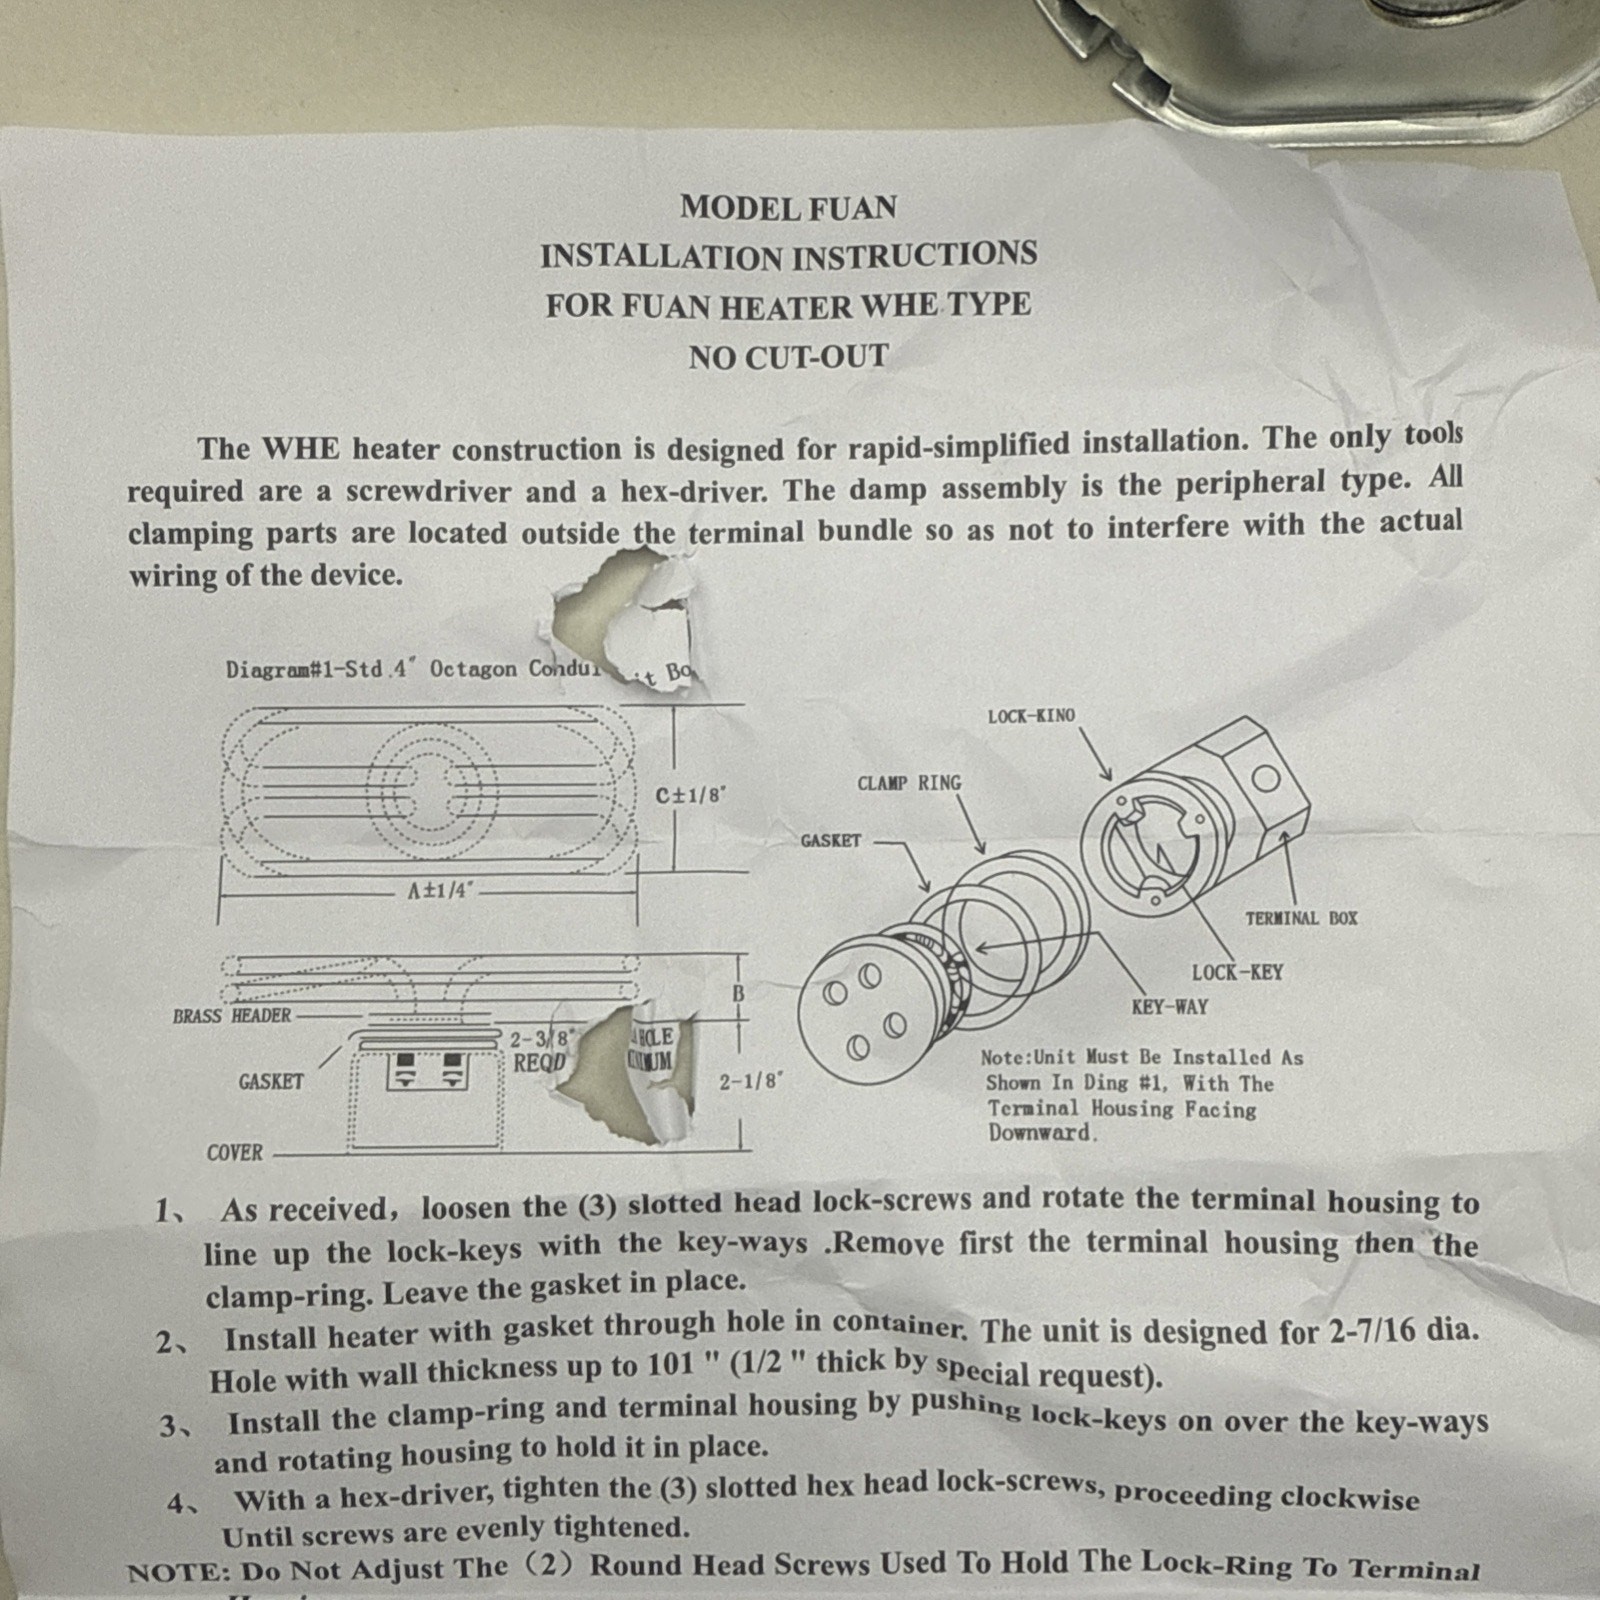 MODEL FUAN
INSTALLATION INSTRUCTIONS
FOR FUAN HEATER WHE TYPE
NO CUT-OUT
The WHE heater construction is designed for rapid-simplified installation. The only tools
required are a screwdriver and a hex-driver. The damp assembly is the peripheral type. All
clamping parts are located outside the terminal bundle so as not to interfere with the actual
wiring of the device.
Diagram#1-Std.4" Octagon
C±1/8"
A±1/4"
LOCK-KINO
CLAMP RING
GASKET
TERMINAL BOX
LOCK-KEY
KEY-WAY
B
BRASS HEADER
2-3/8"
REQD
HOLE
GASKET
2-1/8"
COVER
Note:Unit Must Be Installed As
Shown In Ding #1, With The
Terminal Housing Facing
Downward.
1、 As received, loosen the (3) slotted head lock-screws and rotate the terminal housing to
line up the lock-keys with the key-ways .Remove first the terminal housing then the
clamp-ring. Leave the gasket in place.
2、 Install heater with gasket through hole in container. The unit is designed for 2-7/16 dia.
Hole with wall thickness up to 101 " (1/2 " thick by special request).
3、 Install the clamp-ring and terminal housing by pushing lock-keys on over the key-ways
and rotating housing to hold it in place.
4、 With a hex-driver, tighten the (3) slotted hex head lock-screws, proceeding clockwise
Until screws are evenly tightened.
NOTE: Do Not Adjust The (2) Round Head Screws Used To Hold The Lock-Ring To Terminal